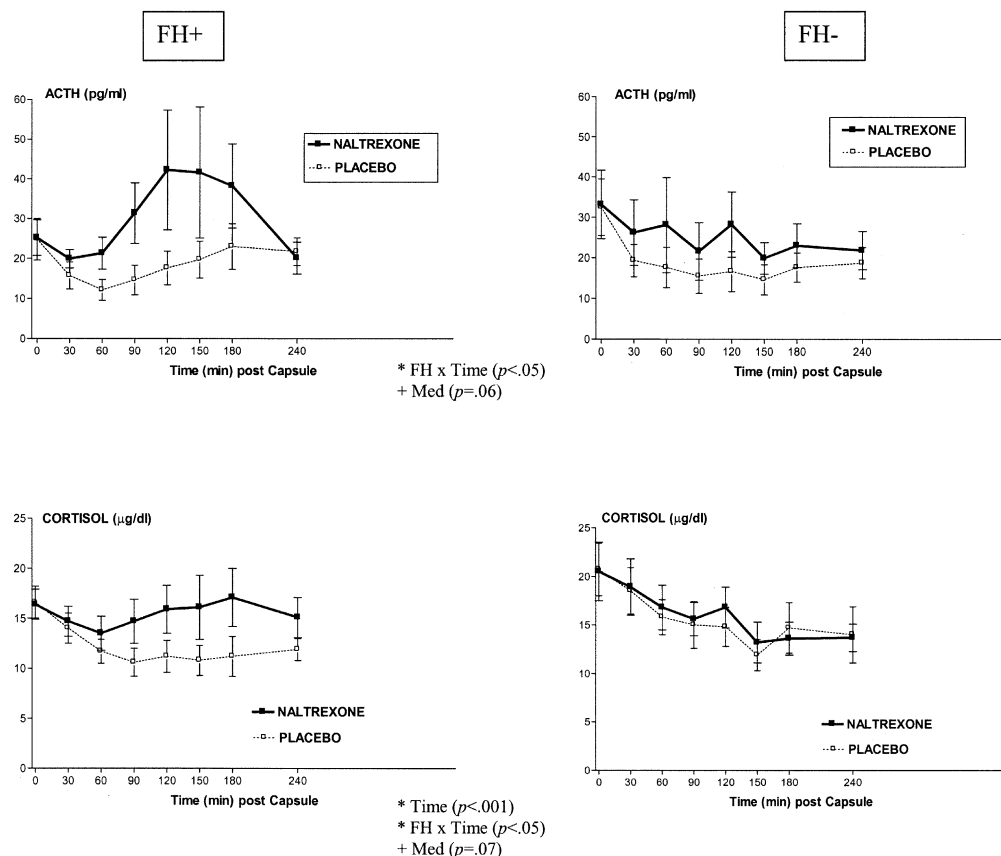 FH+
FH-
ACTH (pg/ml)
60
50
40
30
20
10
0
NALTREXONE
PLACEBO
0 30 60 90 120 150 180 240
Time (min) post Capsule
ACTH (pg/ml)
60
50
40
30
20
10
0
NALTREXONE
PLACEBO
0 30 60 90 120 150 180 240
Time (min) post Capsule
* FH x Time (p<.05)
+ Med (p=.06)
CORTISOL (µg/dl)
25
20
15
10
5
0
NALTREXONE
PLACEBO
0 30 60 90 120 150 180 240
Time (min) post Capsule
CORTISOL (µg/dl)
25
20
15
10
5
0
NALTREXONE
PLACEBO
0 30 60 90 120 150 180 240
Time (min) post Capsule
* Time (p<.001)
* FH x Time (p<.05)
+ Med (p=.07)